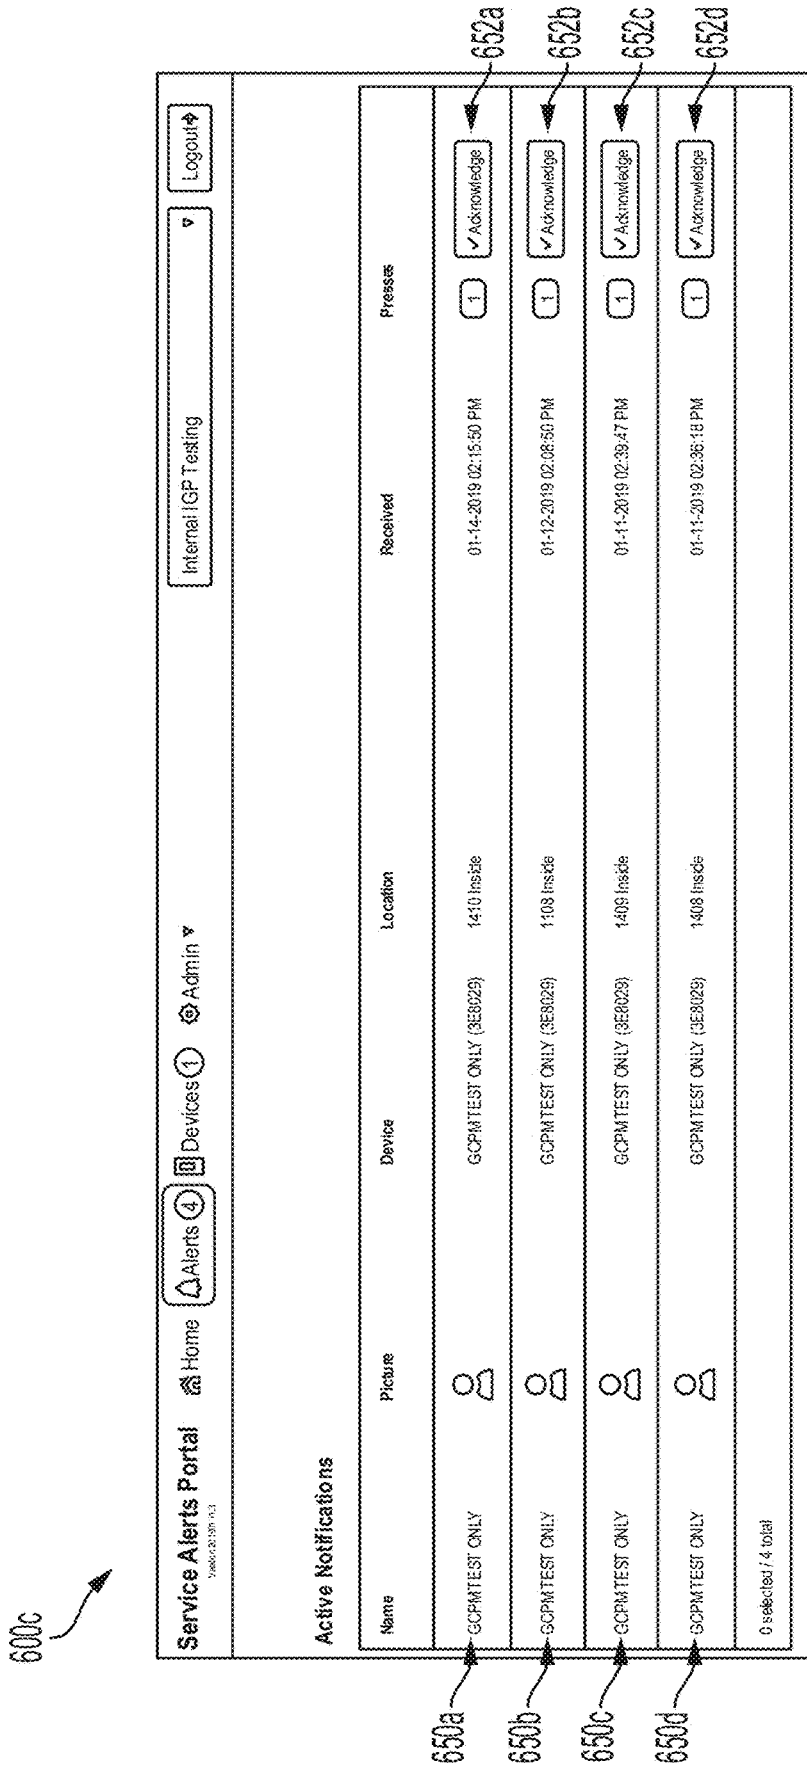 600c
Service Alerts Portal Home Alerts 4 Devices 1 Admin Internal IGP Testing Logout
Active Notifications
Name Picture Device Location Received Presses
650a GCPMTEST ONLY GCPMTEST ONLY (3E8029) 1410 Inside 01-14-2019 02:15:50 PM 1 ✓Acknowledge 652a
650b GCPMTEST ONLY GCPMTEST ONLY (3E8029) 1108 Inside 01-12-2019 02:08:50 PM 1 ✓Acknowledge 652b
650c GCPMTEST ONLY GCPMTEST ONLY (3E8029) 1409 Inside 01-11-2019 02:39:47 PM 1 ✓Acknowledge 652c
650d GCPMTEST ONLY GCPMTEST ONLY (3E8029) 1408 Inside 01-11-2019 02:36:18 PM 1 ✓Acknowledge 652d
0 selected / 4 total